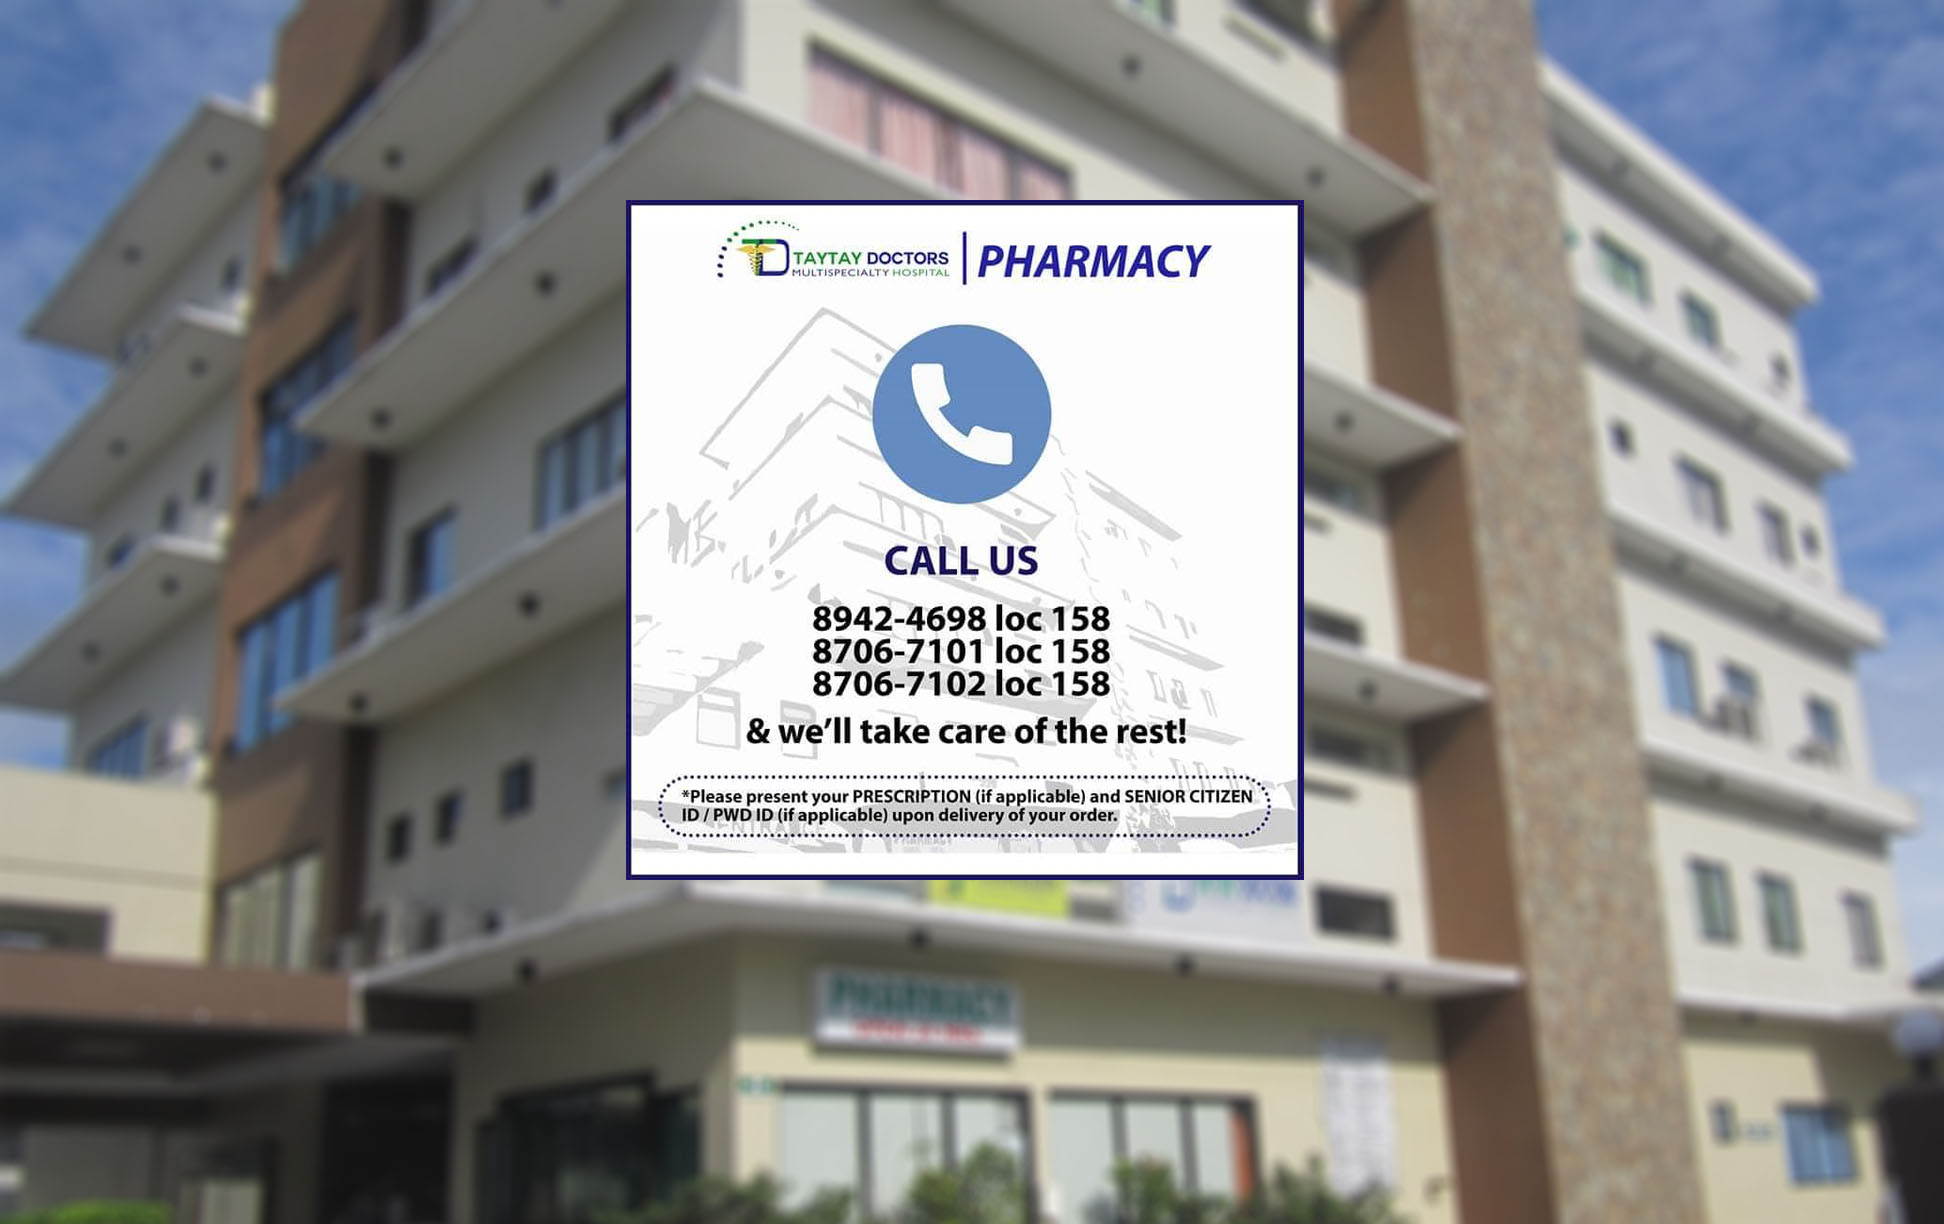 TAYTAY DOCTORS
MULTISPECIALTY HOSPITAL
PHARMACY
CALL US
8942-4698 loc 158
8706-7101 loc 158
8706-7102 loc 158
& we'll take care of the rest!
*Please present your PRESCRIPTION (if applicable) and SENIOR CITIZEN
ID / PWD ID (if applicable) upon delivery of your order.
ENTRANCE
PHARMACY